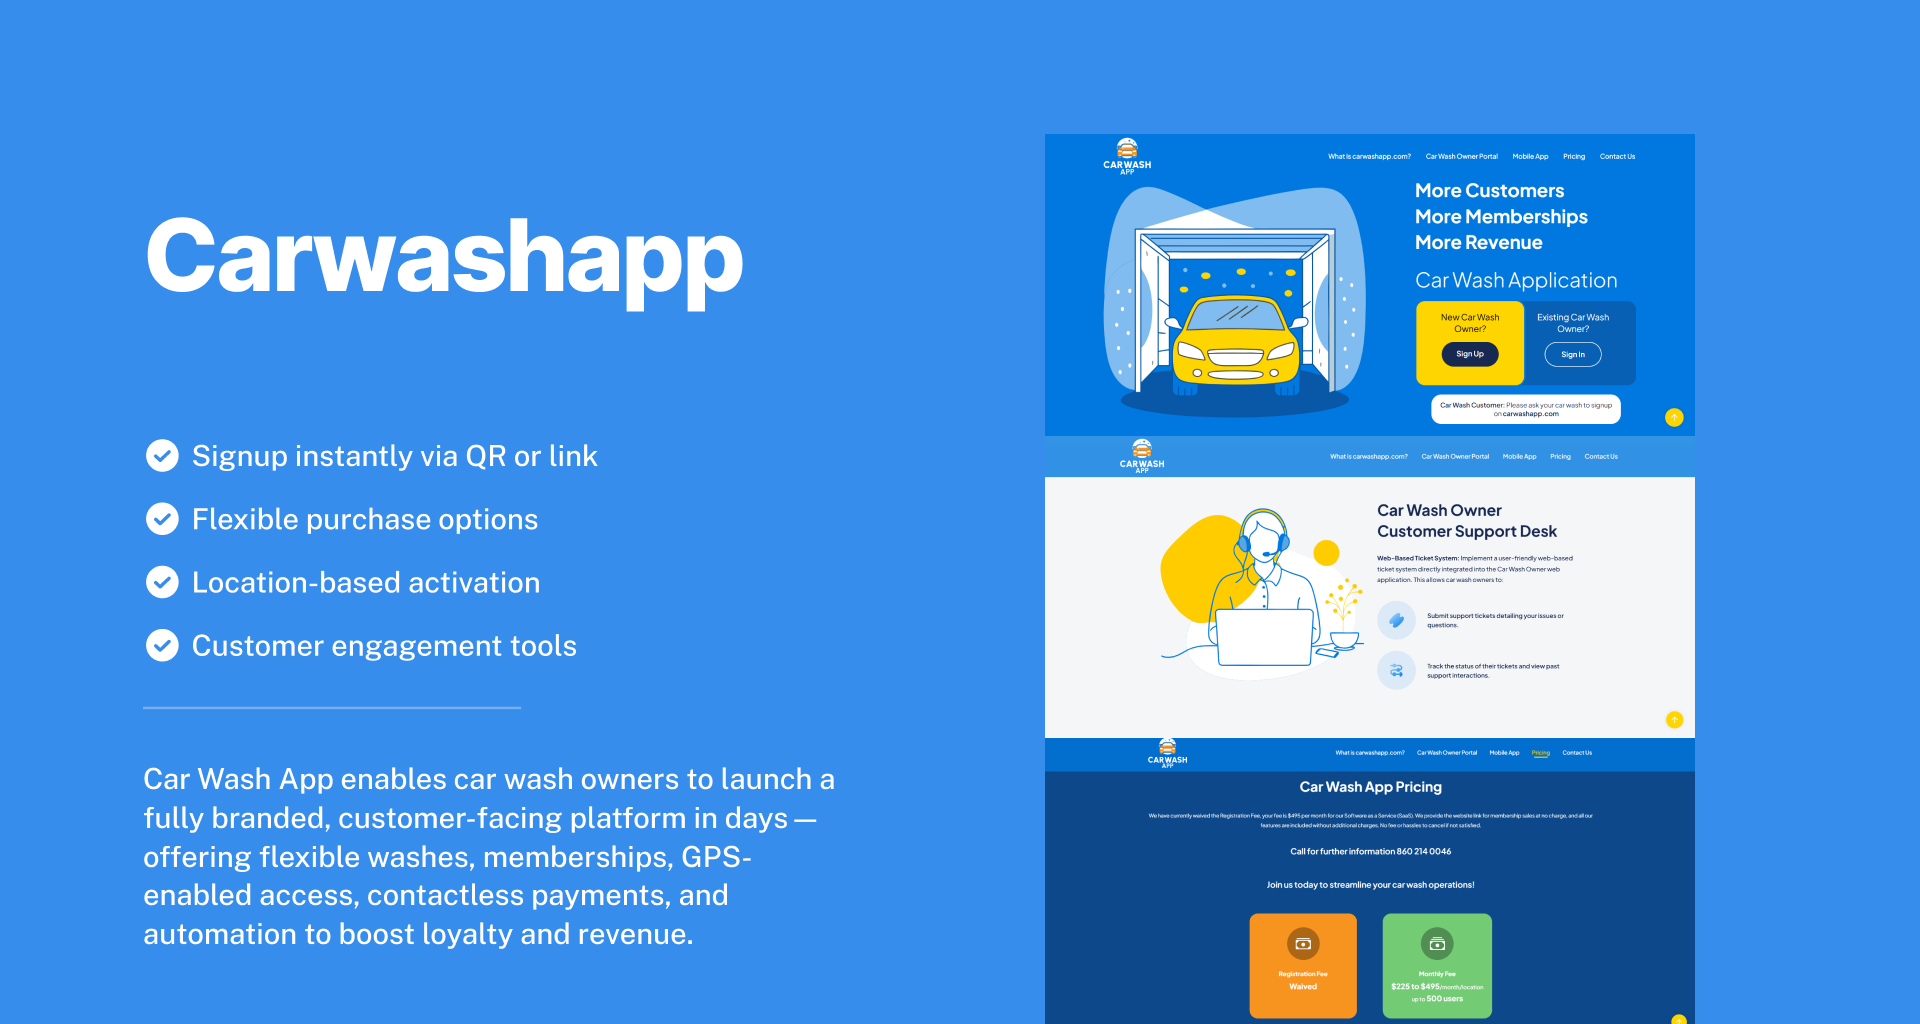 Carwashapp
Signup instantly via QR or link
Flexible purchase options
Location-based activation
Customer engagement tools
Car Wash App enables car wash owners to launch a
fully branded, customer-facing platform in days —
offering flexible washes, memberships, GPS-
enabled access, contactless payments, and
automation to boost loyalty and revenue.
CAR WASH
APP
What is carwashapp.com?
Car Wash Owner Portal
Mobile App
Pricing
Contact Us
More Customers
More Memberships
More Revenue
Car Wash Application
New Car Wash
Owner?
Sign Up
Existing Car Wash
Owner?
Sign In
Car Wash Customer: Please ask your car wash to signup
on carwashapp.com
CAR WASH
APP
What is carwashapp.com?
Car Wash Owner Portal
Mobile App
Pricing
Contact Us
Car Wash Owner
Customer Support Desk
Web-Based Ticket System: Implement a user-friendly web-based
ticket system directly integrated into the Car Wash Owner web
application. This allows car wash owners to:
Submit support tickets detailing your issues or
questions.
Track the status of their tickets and view past
support interactions.
CAR WASH
APP
What is carwashapp.com?
Car Wash Owner Portal
Mobile App
Pricing
Contact Us
Car Wash App Pricing
We have currently waived the Registration Fee, your fee is $495 per month for our Software as a Service (SaaS). We provide the website link for membership sales at no charge, and all our
features are included without additional charges. No fee or hassles to cancel if not satisfied.
Call for further information 860 214 0046
Join us today to streamline your car wash operations!
Registration Fee
Waived
Monthly Fee
$225 to $495/month/location
up to 500 users